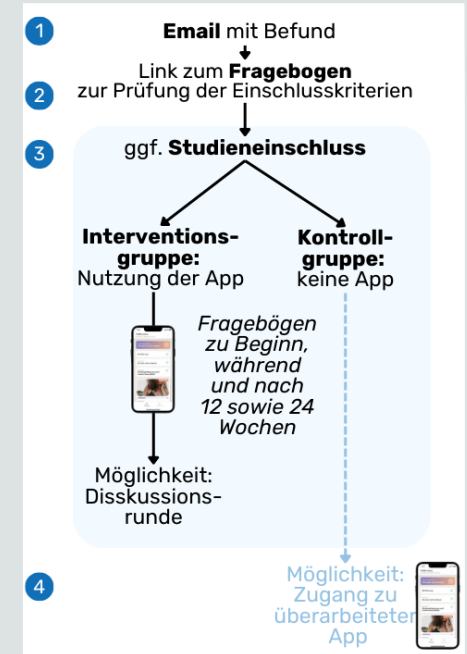 1
Email mit Befund
Link zum Fragebogen
2
zur Prüfung der Einschlusskriterien
3
ggf. Studieneinschluss
Interventions-
gruppe:
Nutzung der App
Kontroll-
gruppe:
keine App
Fragebögen
zu Beginn,
während
und nach
12 sowie 24
Wochen
Möglichkeit:
Disskussions-
runde
4
Möglichkeit:
Zugang zu
überarbeiteter
App